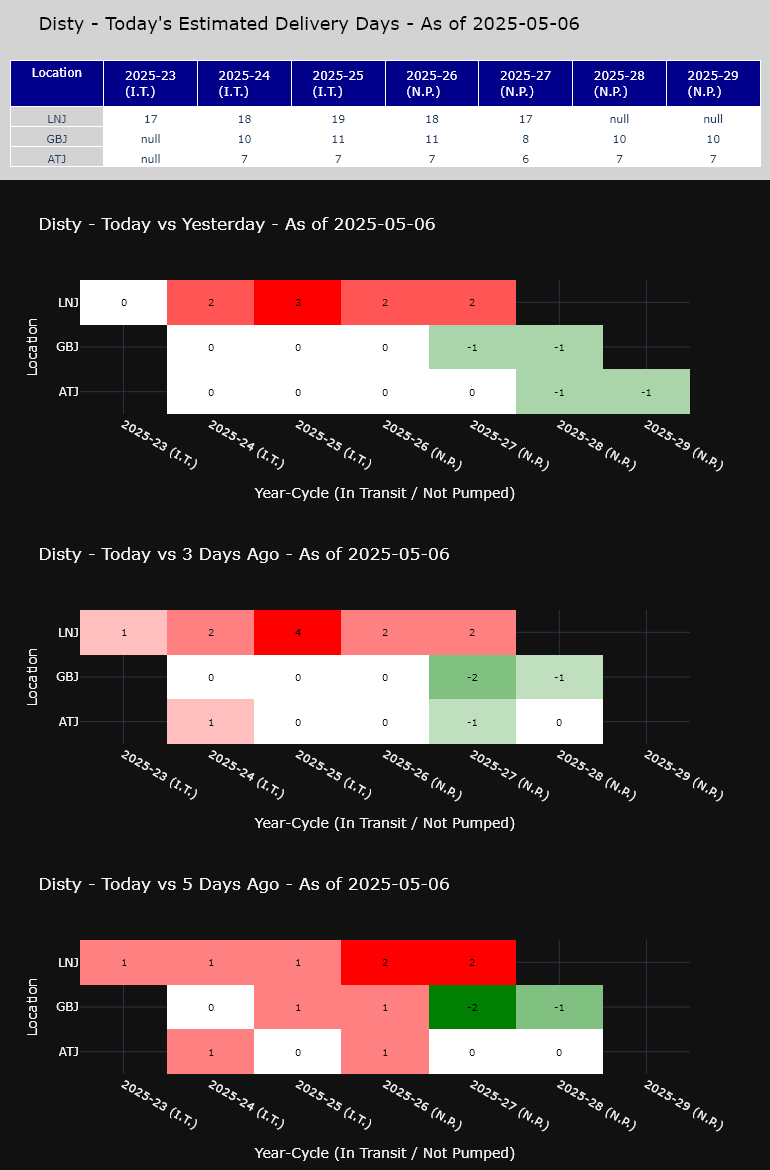 Disty - Today's Estimated Delivery Days - As of 2025-05-06
Location 2025-23 (I.T.) 2025-24 (I.T.) 2025-25 (I.T.) 2025-26 (N.P.) 2025-27 (N.P.) 2025-28 (N.P.) 2025-29 (N.P.)
LNJ 17 18 19 18 17 null null
GBJ null 10 11 11 8 10 10
ATJ null 7 7 7 6 7 7
Disty - Today vs Yesterday - As of 2025-05-06
Location
LNJ 0 2 3 2 2
GBJ 0 0 0 -1 -1
ATJ 0 0 0 0 -1 -1
2025-23 (I.T.) 2025-24 (I.T.) 2025-25 (I.T.) 2025-26 (N.P.) 2025-27 (N.P.) 2025-28 (N.P.) 2025-29 (N.P.)
Year-Cycle (In Transit / Not Pumped)
Disty - Today vs 3 Days Ago - As of 2025-05-06
Location
LNJ 1 2 4 2 2
GBJ 0 0 0 -2 -1
ATJ 1 0 0 -1 0
2025-23 (I.T.) 2025-24 (I.T.) 2025-25 (I.T.) 2025-26 (N.P.) 2025-27 (N.P.) 2025-28 (N.P.) 2025-29 (N.P.)
Year-Cycle (In Transit / Not Pumped)
Disty - Today vs 5 Days Ago - As of 2025-05-06
Location
LNJ 1 1 1 2 2
GBJ 0 1 1 -2 -1
ATJ 1 0 1 0 0
2025-23 (I.T.) 2025-24 (I.T.) 2025-25 (I.T.) 2025-26 (N.P.) 2025-27 (N.P.) 2025-28 (N.P.) 2025-29 (N.P.)
Year-Cycle (In Transit / Not Pumped)